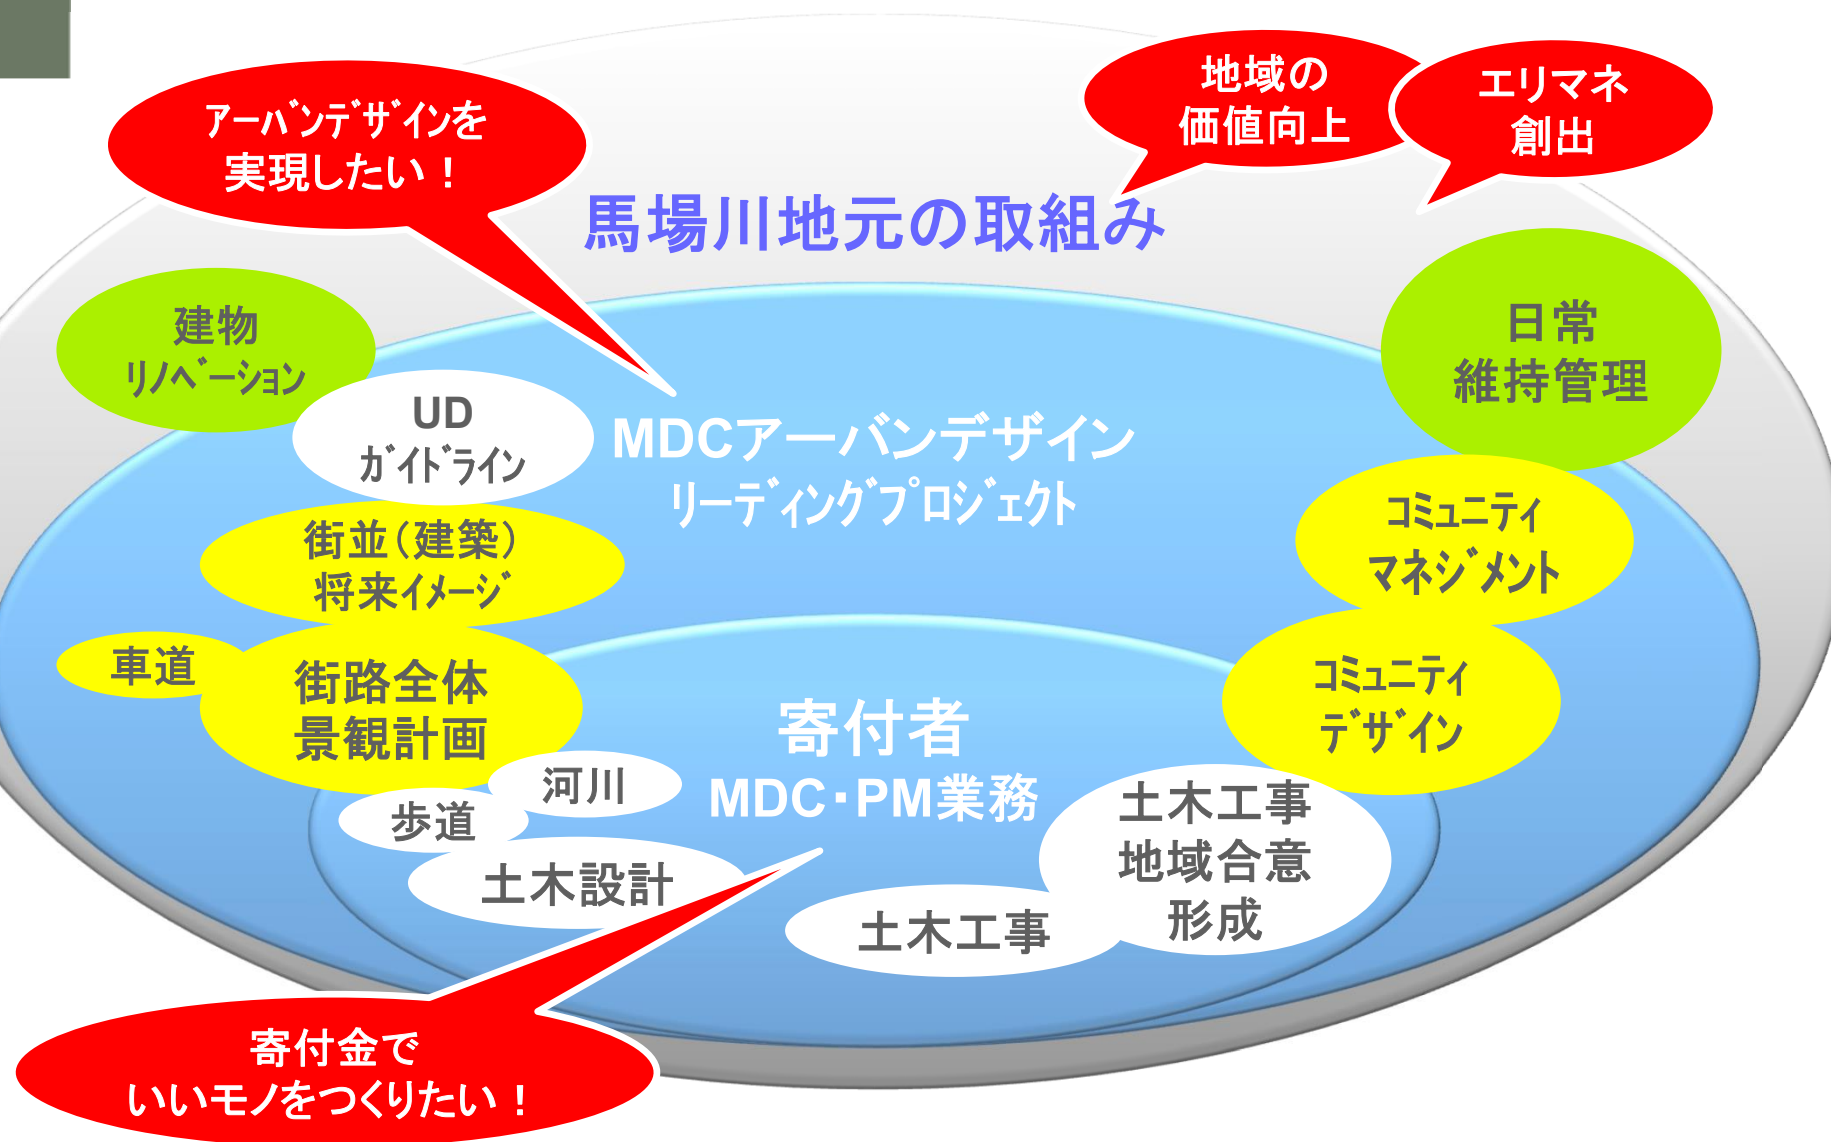 アーバンデザインを
実現したい！
地域の
価値向上
エリマネ
創出
馬場川地元の取組み
建物
リノベーション
日常
維持管理
UD
ガイドライン
MDCアーバンデザイン
リーディングプロジェクト
街並（建築）
将来イメージ
コミュニティ
マネジメント
車道
街路全体
景観計画
コミュニティ
デザイン
寄付者
MDC・PM業務
河川
歩道
土木設計
土木工事
地域合意
形成
土木工事
寄付金で
いいモノをつくりたい！